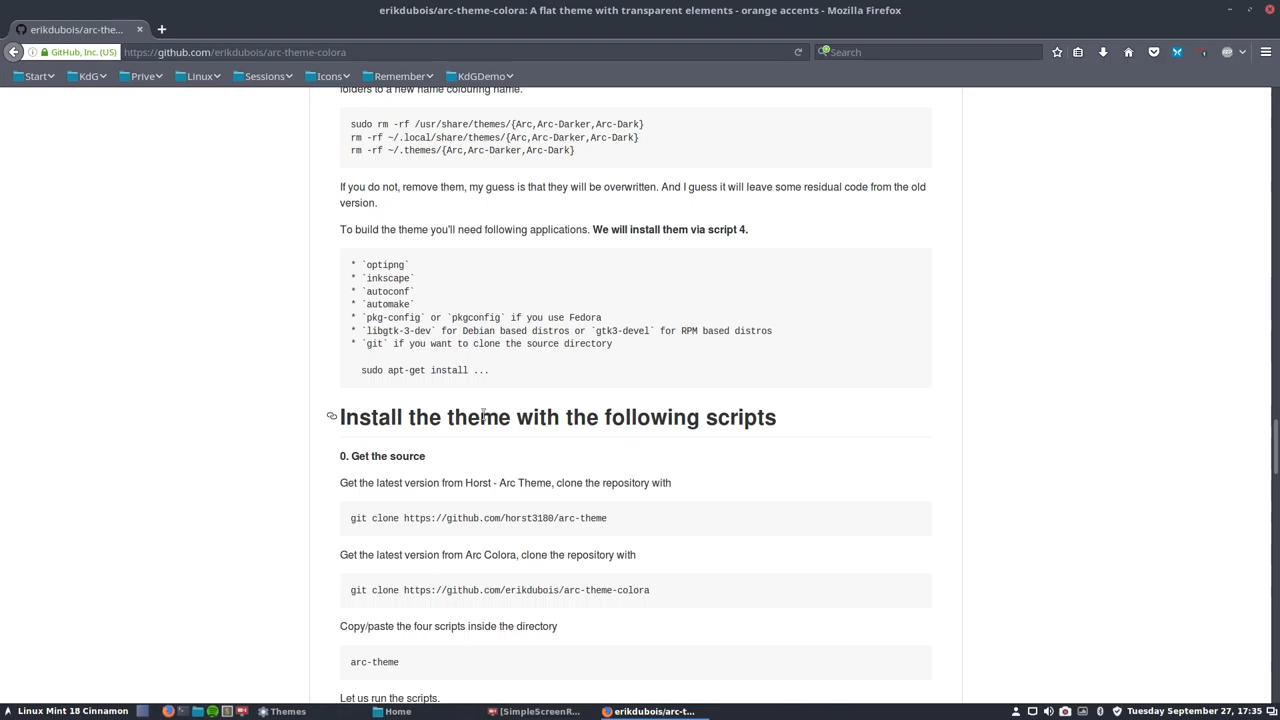 erikdubois/arc-theme-colora: A flat theme with transparent elements - orange accents - Mozilla Firefox
erikdubois/arc-the... ×
GitHub, Inc. (US) https://github.com/erikdubois/arc-theme-colora Search
Start KdG Prive Linux Sessions Icons Remember KdGDemo
folders to a new name colouring name.
sudo rm -rf /usr/share/themes/{Arc,Arc-Darker,Arc-Dark}
rm -rf ~/.local/share/themes/{Arc,Arc-Darker,Arc-Dark}
rm -rf ~/.themes/{Arc,Arc-Darker,Arc-Dark}
If you do not, remove them, my guess is that they will be overwritten. And I guess it will leave some residual code from the old
version.
To build the theme you'll need following applications. We will install them via script 4.
* `optipng`
* `inkscape`
* `autoconf`
* `automake`
* `pkg-config` or `pkgconfig` if you use Fedora
* `libgtk-3-dev` for Debian based distros or `gtk3-devel` for RPM based distros
* `git` if you want to clone the source directory
sudo apt-get install ...
Install the theme with the following scripts
0. Get the source
Get the latest version from Horst - Arc Theme, clone the repository with
git clone https://github.com/horst3180/arc-theme
Get the latest version from Arc Colora, clone the repository with
git clone https://github.com/erikdubois/arc-theme-colora
Copy/paste the four scripts inside the directory
arc-theme
Let us run the scripts.
Linux Mint 18 Cinnamon Themes Home [SimpleScreenR... erikdubois/arc-t... Tuesday September 27, 17:35